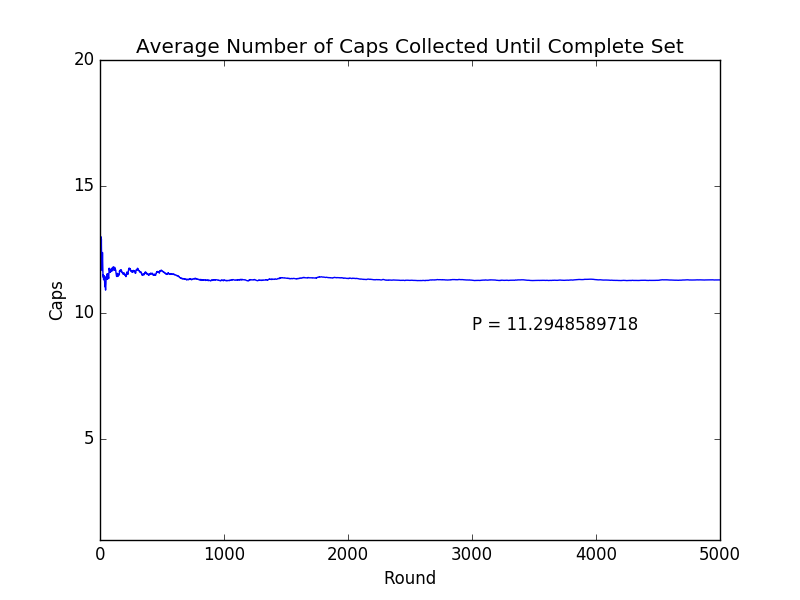 Average Number of Caps Collected Until Complete Set
20
15
10
5
Caps
P = 11.2948589718
0 1000 2000 3000 4000 5000
Round